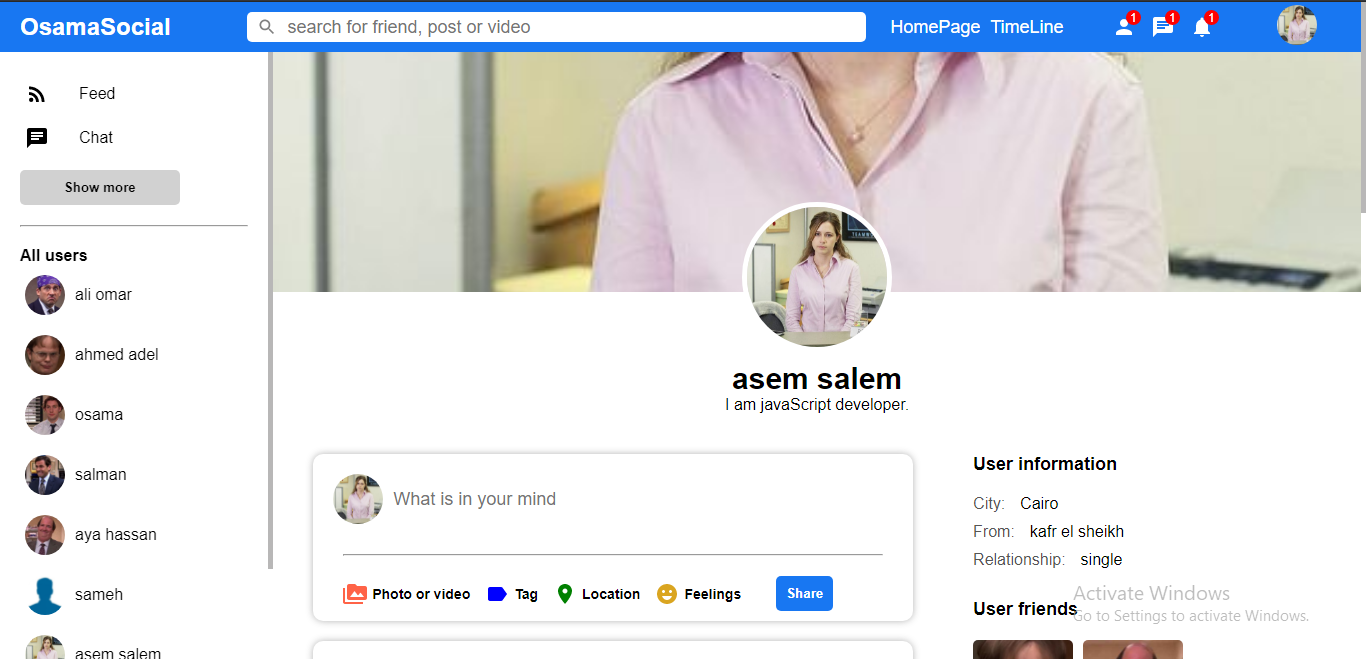 OsamaSocial
search for friend, post or video
HomePage TimeLine
1
1
1
Feed
Chat
Show more
All users
ali omar
ahmed adel
osama
salman
aya hassan
sameh
asem salem
TEAMW
asem salem
I am javaScript developer.
What is in your mind
Photo or video
Tag
Location
Feelings
Share
User information
City: Cairo
From: kafr el sheikh
Relationship: single
User friends
Activate Windows
Go to Settings to activate Windows.